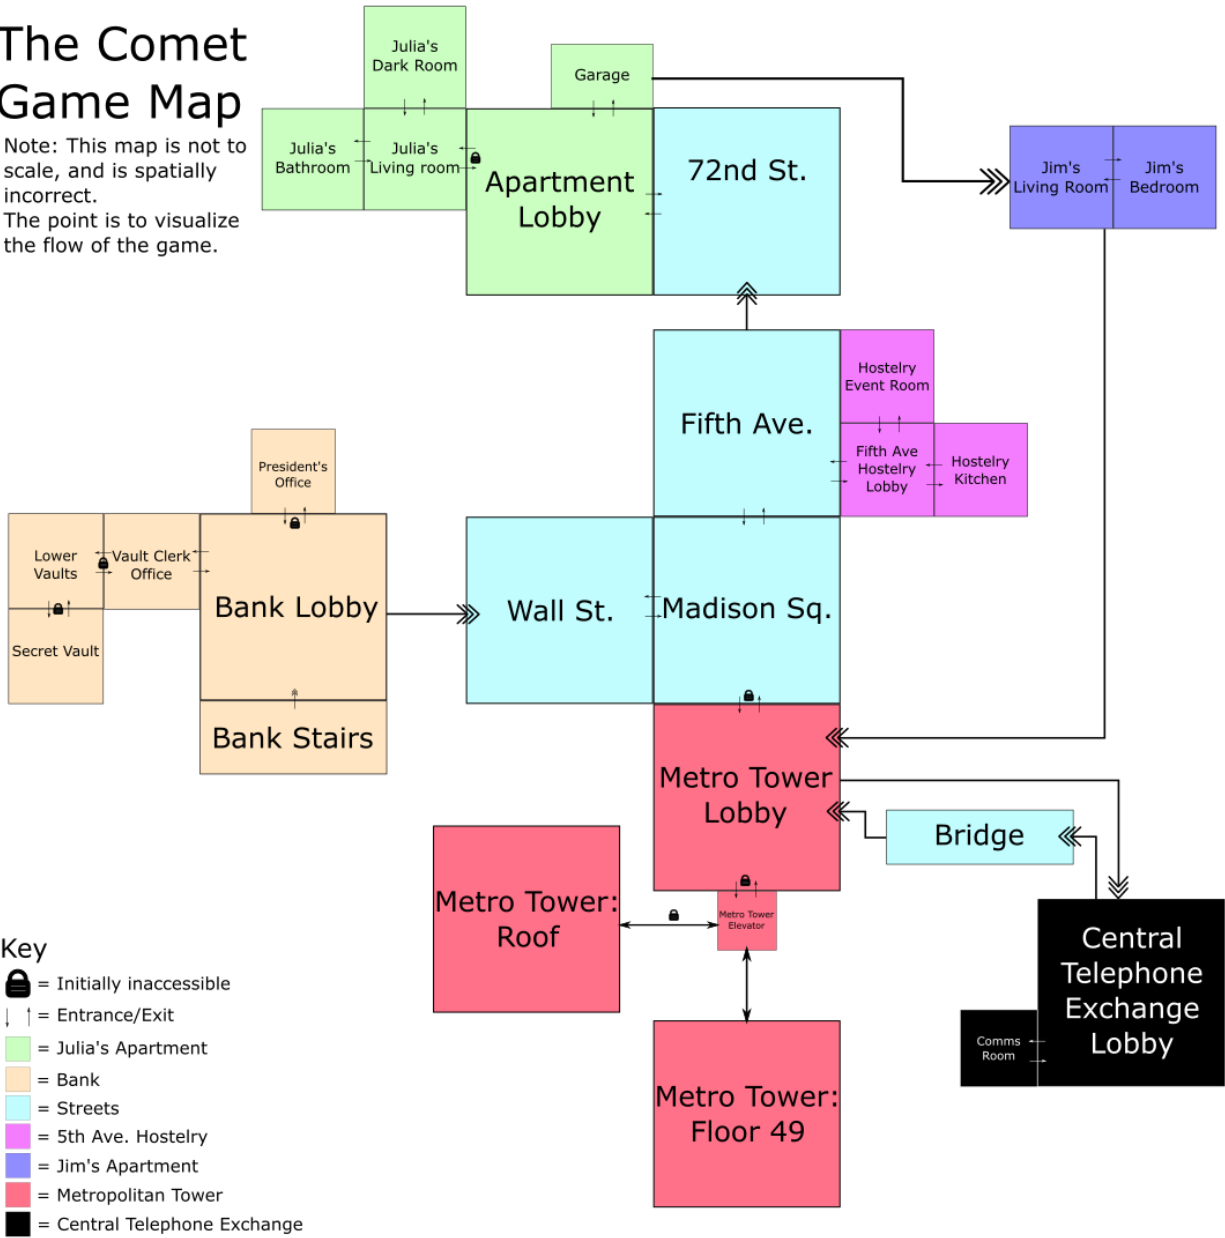 The Comet
Game Map
Note: This map is not to
scale, and is spatially
incorrect.
The point is to visualize
the flow of the game.
Julia's
Dark Room
Garage
Julia's
Bathroom
Julia's
Living room
Apartment
Lobby
72nd St.
Jim's
Living Room
Jim's
Bedroom
Fifth Ave.
Hostelry
Event Room
Fifth Ave
Hostelry
Lobby
Hostelry
Kitchen
President's
Office
Lower
Vaults
Vault Clerk
Office
Bank Lobby
Secret Vault
Bank Stairs
Wall St.
Madison Sq.
Metro Tower
Lobby
Bridge
Metro Tower:
Roof
Metro Tower
Elevator
Metro Tower:
Floor 49
Central
Telephone
Exchange
Lobby
Comms
Room
Key
= Initially inaccessible
= Entrance/Exit
= Julia's Apartment
= Bank
= Streets
= 5th Ave. Hostelry
= Jim's Apartment
= Metropolitan Tower
= Central Telephone Exchange